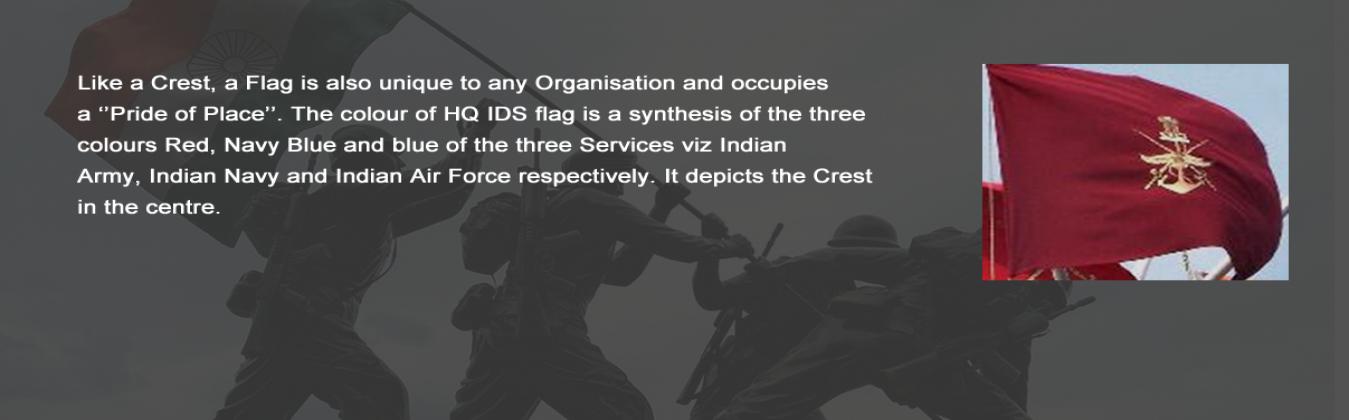 Like a Crest, a Flag is also unique to any Organisation and occupies
a ‘’Pride of Place’’. The colour of HQ IDS flag is a synthesis of the three
colours Red, Navy Blue and blue of the three Services viz Indian
Army, Indian Navy and Indian Air Force respectively. It depicts the Crest
in the centre.